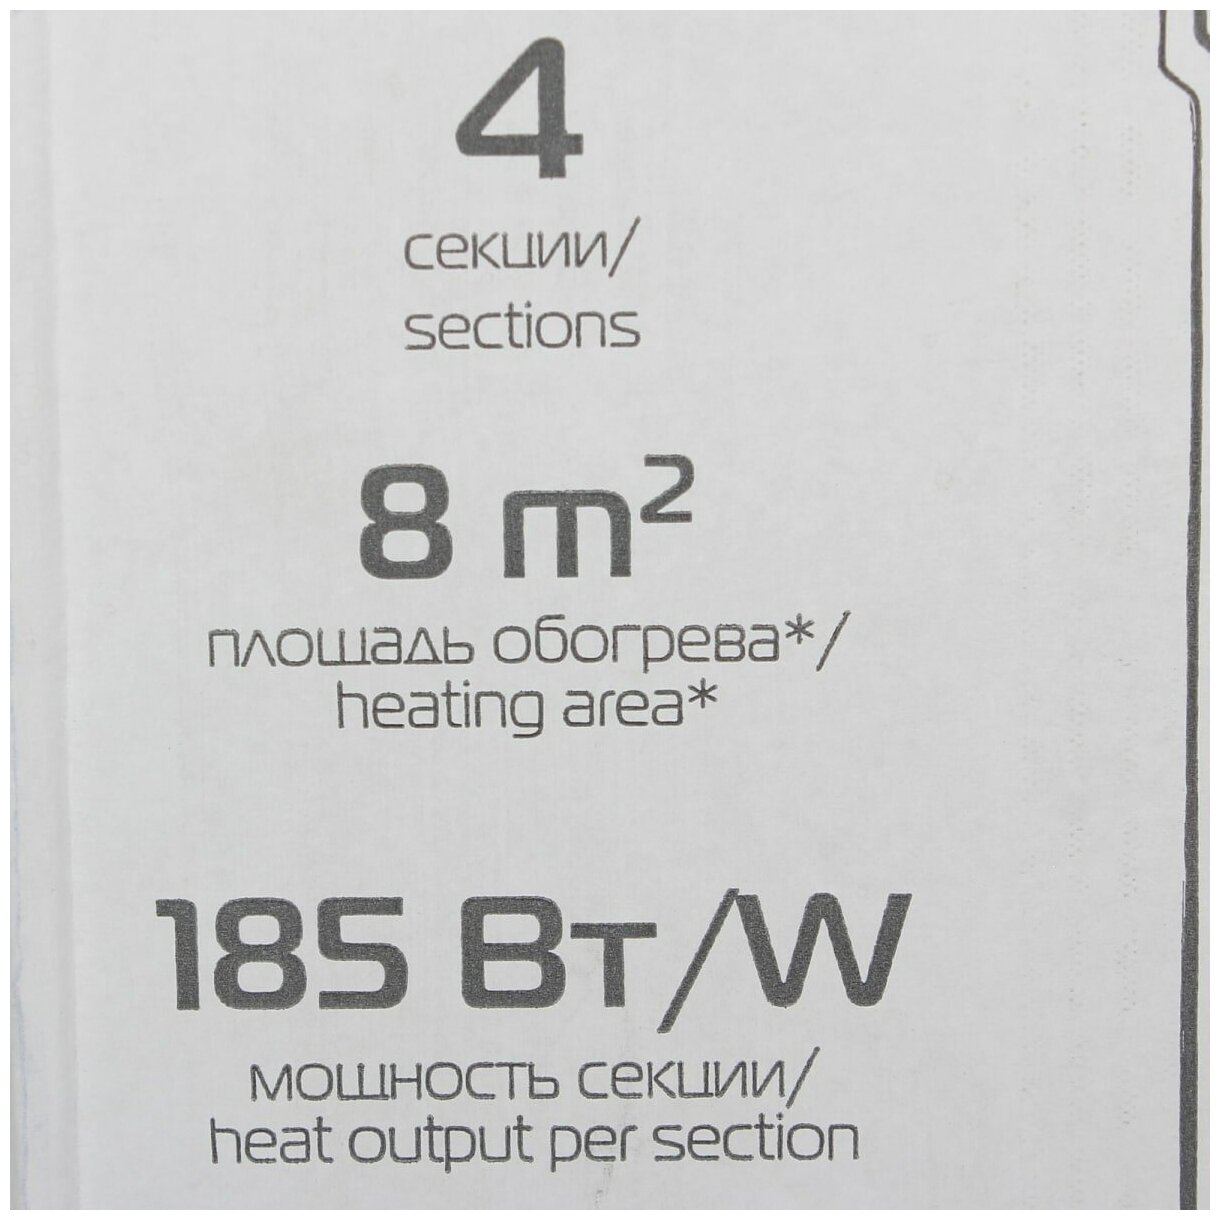 4
секции/
sections
8 m²
площадь обогрева*/
heating area*
185 Вт/W
мощность секции/
heat output per section